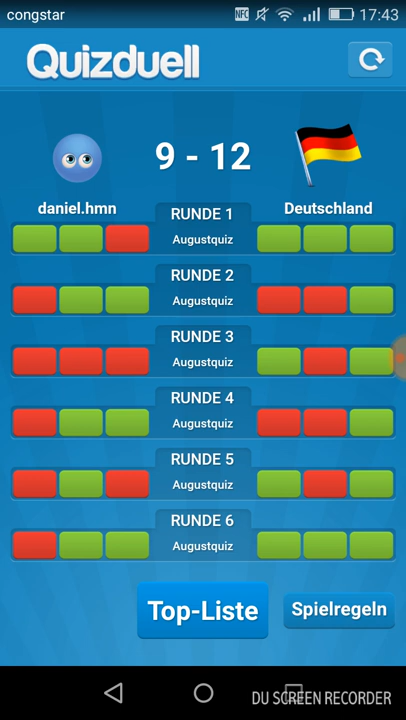 congstar
NFC
17:43
Quizduell
9 - 12
daniel.hmn
Deutschland
RUNDE 1
Augustquiz
RUNDE 2
Augustquiz
RUNDE 3
Augustquiz
RUNDE 4
Augustquiz
RUNDE 5
Augustquiz
RUNDE 6
Augustquiz
Top-Liste
Spielregeln
DU SCREEN RECORDER